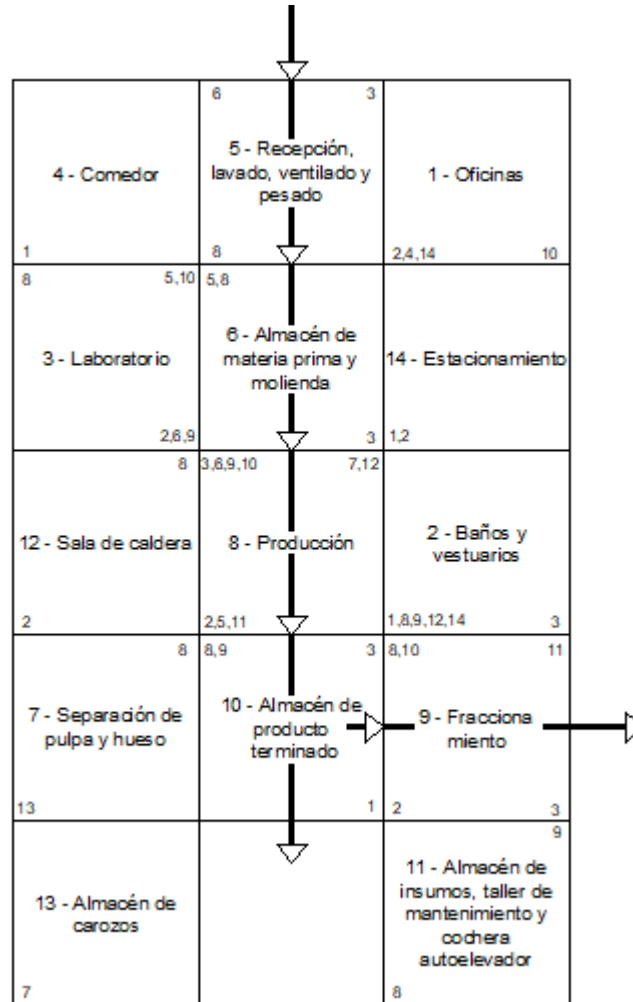 6 3
4 - Comedor
5 - Recepción,
lavado, ventilado y
pesado
1 - Oficinas
1
8
2,4,14 10
8 5,10
5,8
3 - Laboratorio
6 - Almacén de
materia prima y
molienda
14 - Estacionamiento
2,6,9
3
1,2
8
3,6,9,10 7,12
12 - Sala de caldera
8 - Producción
2 - Baños y
vestuarios
2
2,5,11
1,8,9,12,14 3
8
8,9 3
8,10 11
7 - Separación de
pulpa y hueso
10 - Almacén de
producto
terminado
9 - Fracciona
miento
13
1
2 3
9
13 - Almacén de
carozos
11 - Almacén de
insumos, taller de
mantenimiento y
cochera
autoelevador
7
8